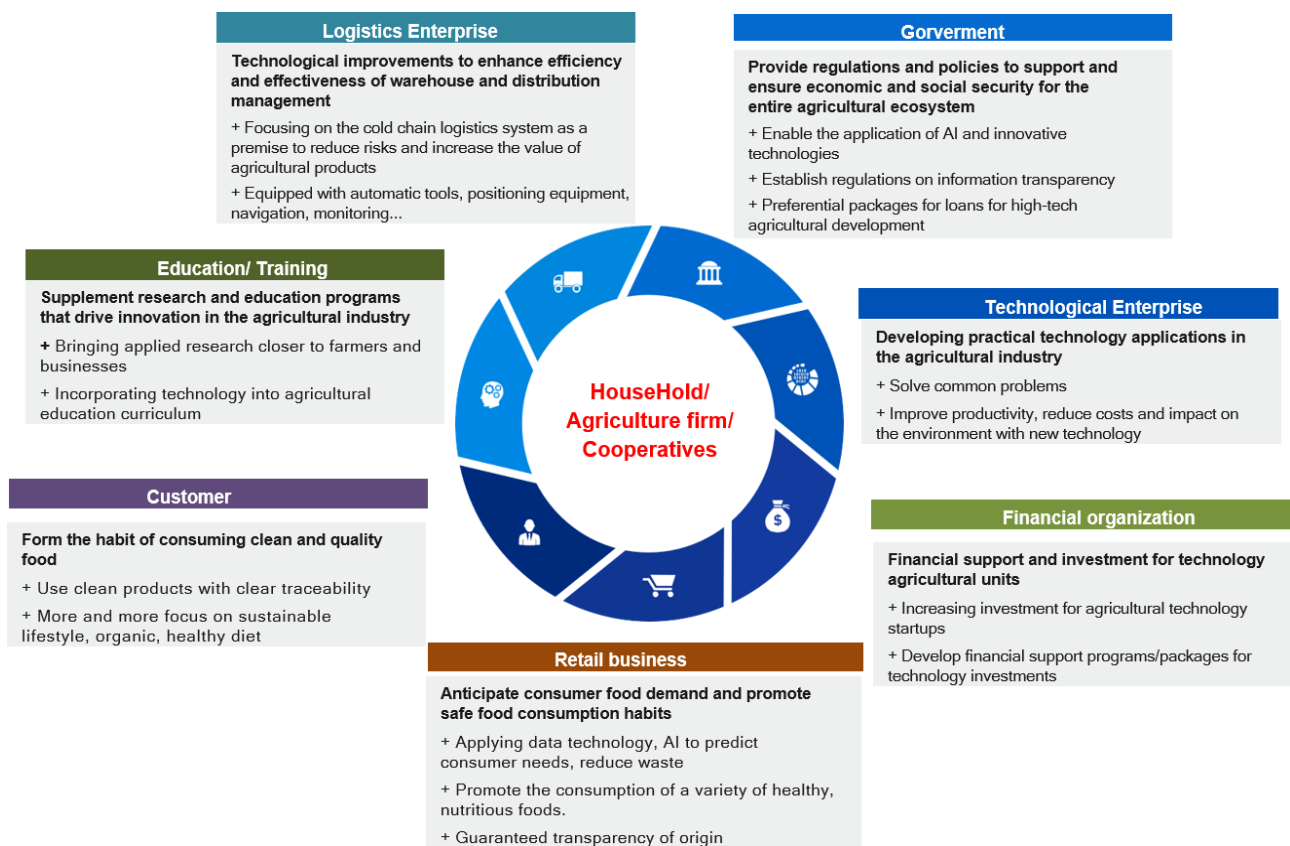 Logistics Enterprise
Technological improvements to enhance efficiency
and effectiveness of warehouse and distribution
management
+ Focusing on the cold chain logistics system as a
premise to reduce risks and increase the value of
agricultural products
+ Equipped with automatic tools, positioning equipment,
navigation, monitoring...
Gorverment
Provide regulations and policies to support and
ensure economic and social security for the
entire agricultural ecosystem
+ Enable the application of AI and innovative
technologies
+ Establish regulations on information transparency
+ Preferential packages for loans for high-tech
agricultural development
Education/ Training
Supplement research and education programs
that drive innovation in the agricultural industry
+ Bringing applied research closer to farmers and
businesses
+ Incorporating technology into agricultural
education curriculum
HouseHold/
Agriculture firm/
Cooperatives
$
Technological Enterprise
Developing practical technology applications in
the agricultural industry
+ Solve common problems
+ Improve productivity, reduce costs and impact on
the environment with new technology
Customer
Form the habit of consuming clean and quality
food
+ Use clean products with clear traceability
+ More and more focus on sustainable
lifestyle, organic, healthy diet
Financial organization
Financial support and investment for technology
agricultural units
+ Increasing investment for agricultural technology
startups
+ Develop financial support programs/packages for
technology investments
Retail business
Anticipate consumer food demand and promote
safe food consumption habits
+ Applying data technology, AI to predict
consumer needs, reduce waste
+ Promote the consumption of a variety of healthy,
nutritious foods.
+ Guaranteed transparency of origin